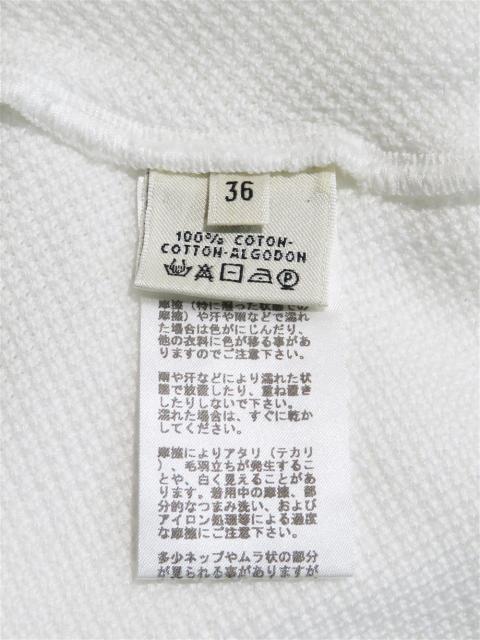 36
100% COTON-
COTTON-ALGODON
P
摩擦（特に湿った状態での
摩擦）や汗や雨などで濡れ
た場合は色がにじんだり、
他の衣料に色が移る事があ
りますのでご注意下さい。
雨や汗などにより濡れた状
態で放置したり、重ね置き
したりしないで下さい。
濡れた場合は、すぐに乾か
してください。
摩擦によりアタリ（テカリ
）、毛羽立ちが発生するこ
とや、白く見えることがあ
ります。着用中の摩擦、部
分的なつまみ洗い、および
アイロン処理等による過度
な摩擦にご注意下さい。
多少ネップやムラ状の部分
が見られる事がありますが